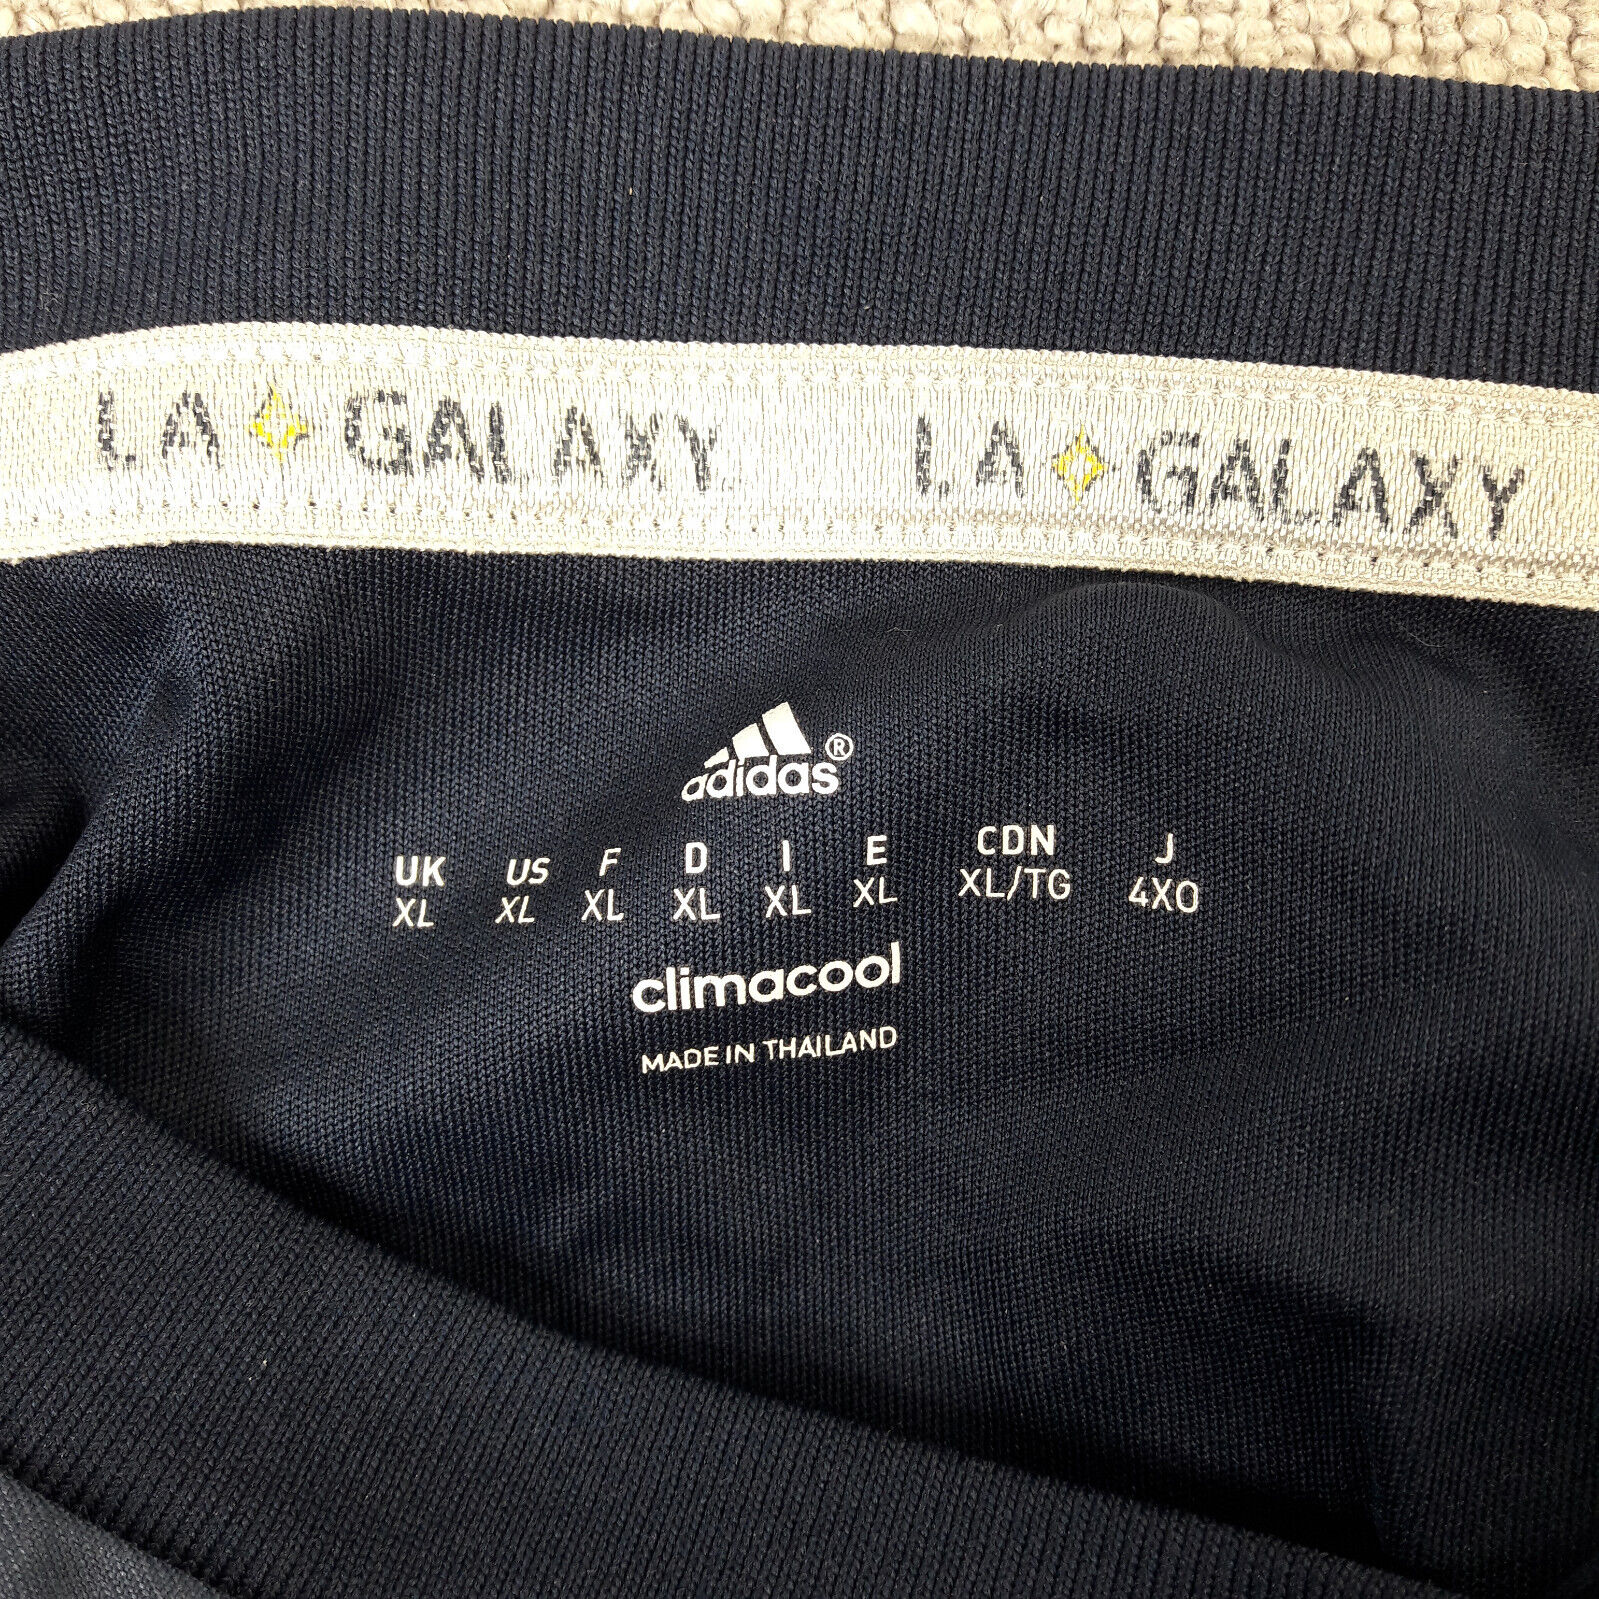 LA GALAXY LA GALAXY
adidas®
UK US F D I E CDN J
XL XL XL XL XL XL XL/TG 4XO
climacool
MADE IN THAILAND